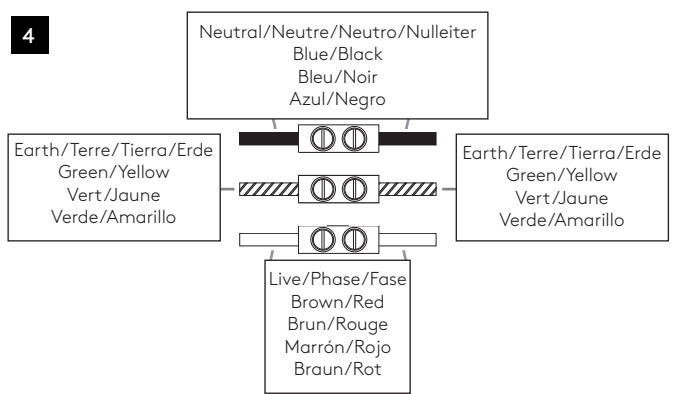 4
Neutral/Neutre/Neutro/Nulleiter
Blue/Black
Bleu/Noir
Azul/Negro
Earth/Terre/Tierra/Erde
Green/Yellow
Vert/Jaune
Verde/Amarillo
Earth/Terre/Tierra/Erde
Green/Yellow
Vert/Jaune
Verde/Amarillo
Live/Phase/Fase
Brown/Red
Brun/Rouge
Marrón/Rojo
Braun/Rot